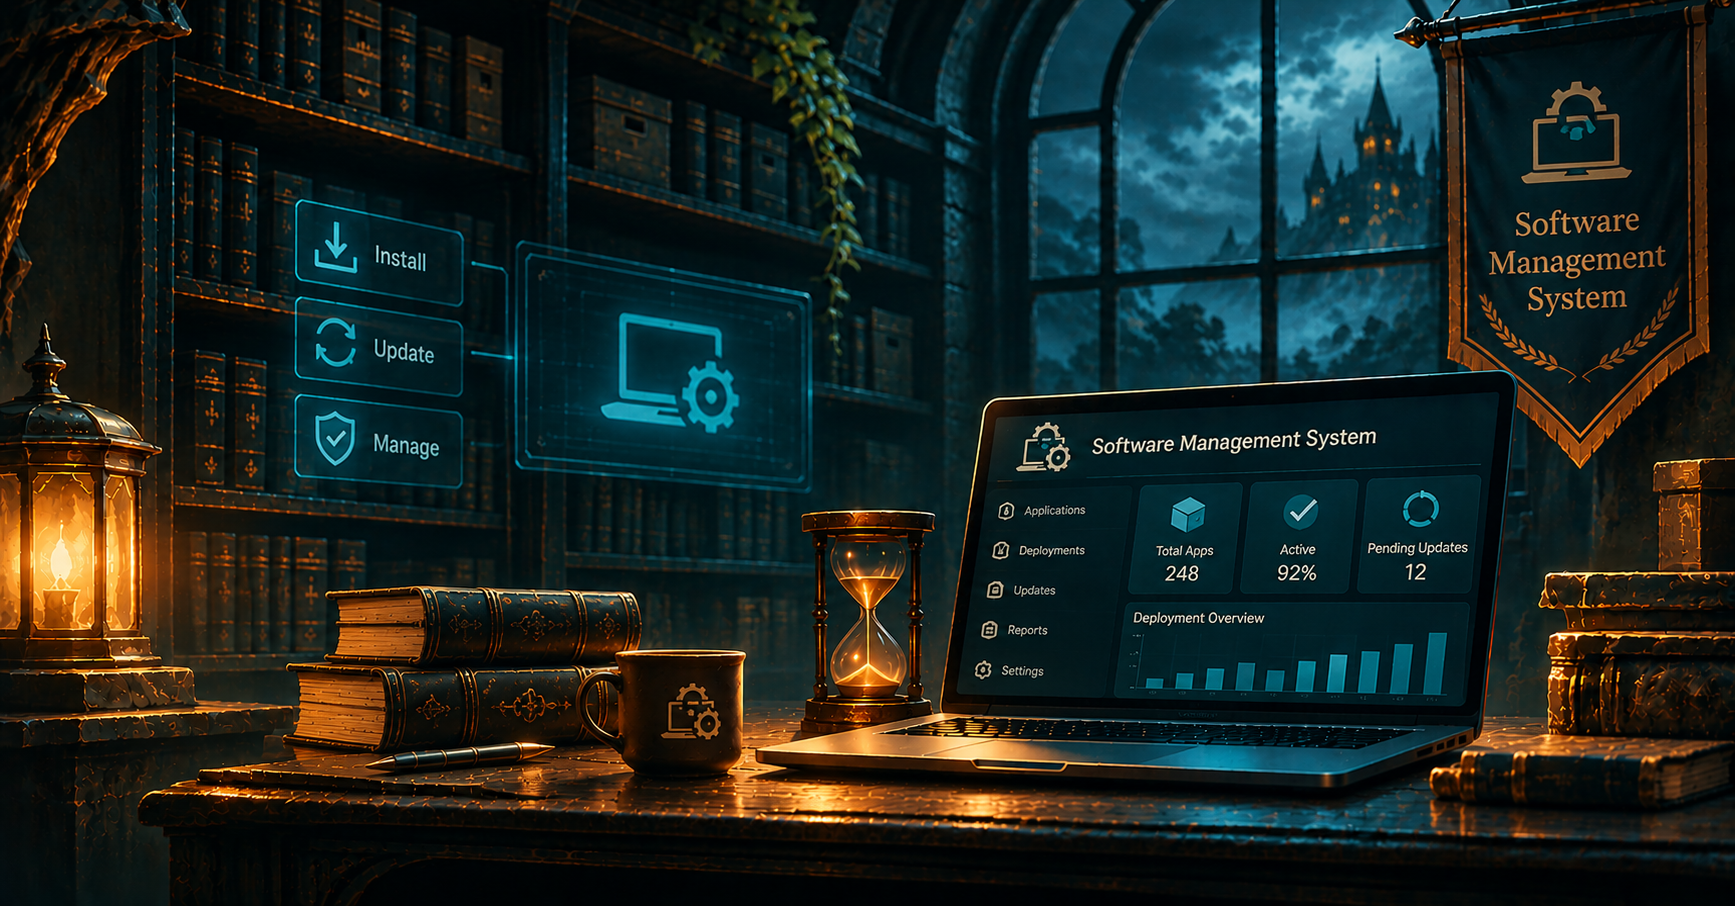 Install
Update
Manage
Software
Management
System
Software Management System
Applications
Deployments
Updates
Reports
Settings
Total Apps
248
Active
92%
Pending Updates
12
Deployment Overview